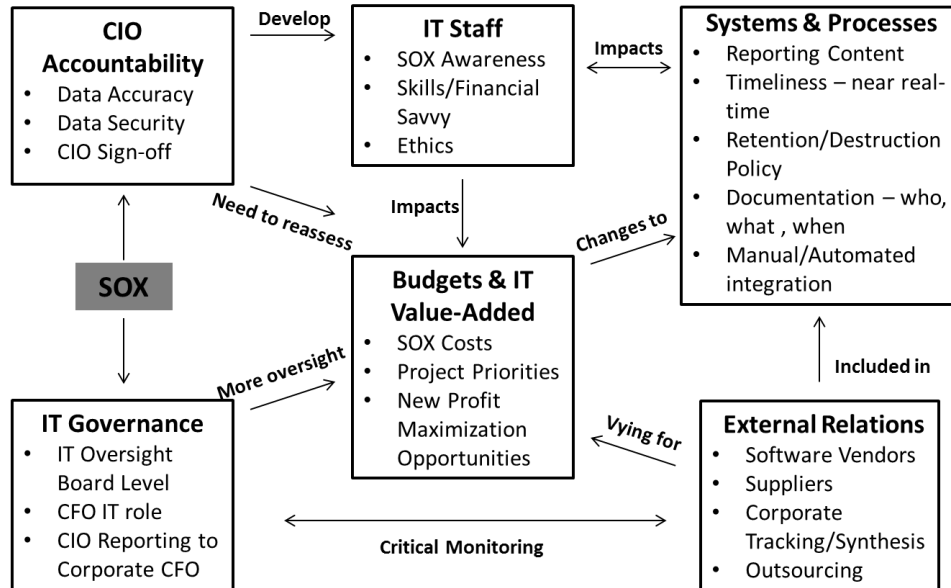 CIO
Accountability
• Data Accuracy
• Data Security
• CIO Sign-off
Develop
IT Staff
• SOX Awareness
• Skills/Financial
Savvy
• Ethics
Impacts
Systems & Processes
• Reporting Content
• Timeliness – near real-
time
• Retention/Destruction
Policy
• Documentation – who,
what , when
• Manual/Automated
integration
Need to reassess
Impacts
Changes to
SOX
Budgets & IT
Value-Added
• SOX Costs
• Project Priorities
• New Profit
Maximization
Opportunities
More oversight
Included in
Vying for
IT Governance
• IT Oversight
Board Level
• CFO IT role
• CIO Reporting to
Corporate CFO
Critical Monitoring
External Relations
• Software Vendors
• Suppliers
• Corporate
Tracking/Synthesis
• Outsourcing